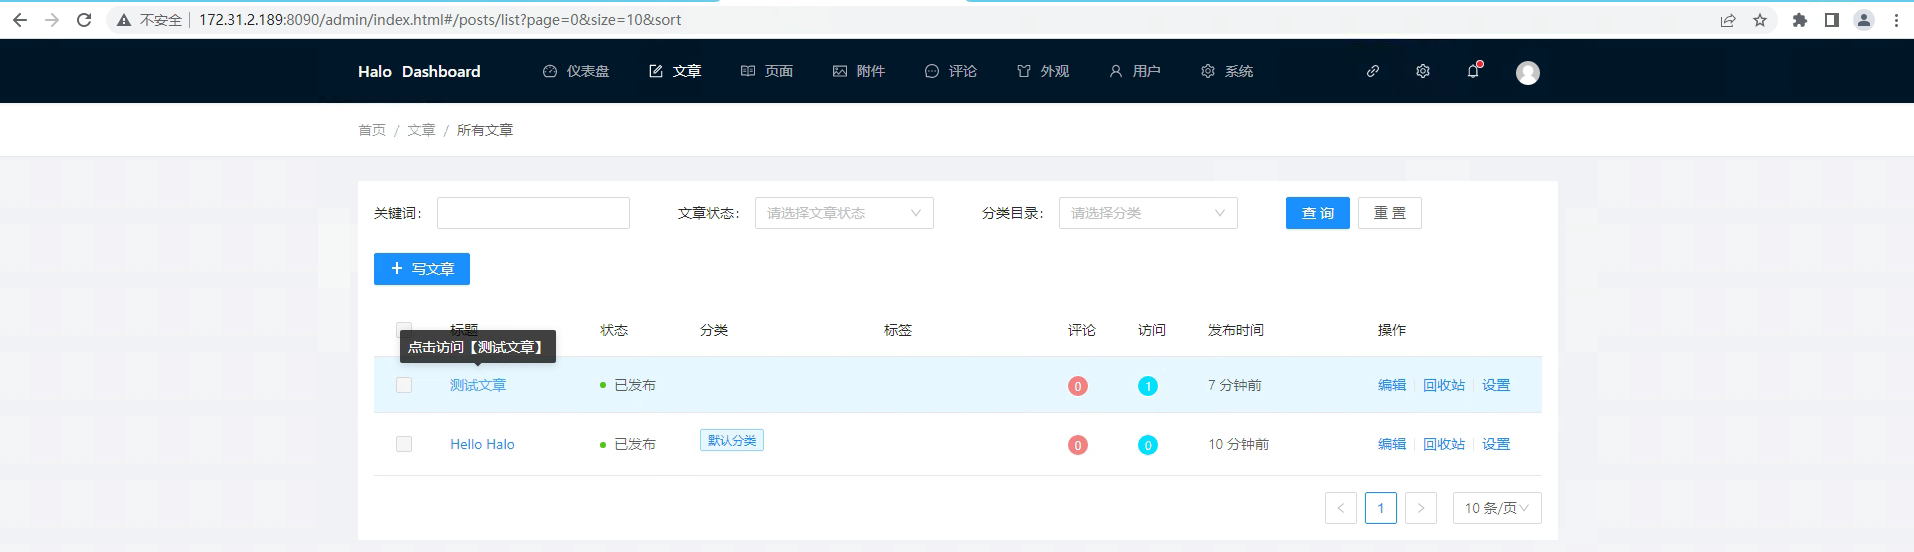 不安全 172.31.2.189:8090/admin/index.html#/posts/list?page=0&size=10&sort
Halo Dashboard 仪表盘 文章 页面 附件 评论 外观 用户 系统
首页 / 文章 / 所有文章
关键词： 文章状态： 请选择文章状态 分类目录： 请选择分类 查 询 重 置
+ 写文章
标题 状态 分类 标签 评论 访问 发布时间 操作
点击访问【测试文章】
测试文章 已发布 0 1 7 分钟前 编辑 回收站 设置
Hello Halo 已发布 默认分类 0 0 10 分钟前 编辑 回收站 设置
< 1 > 10 条/页